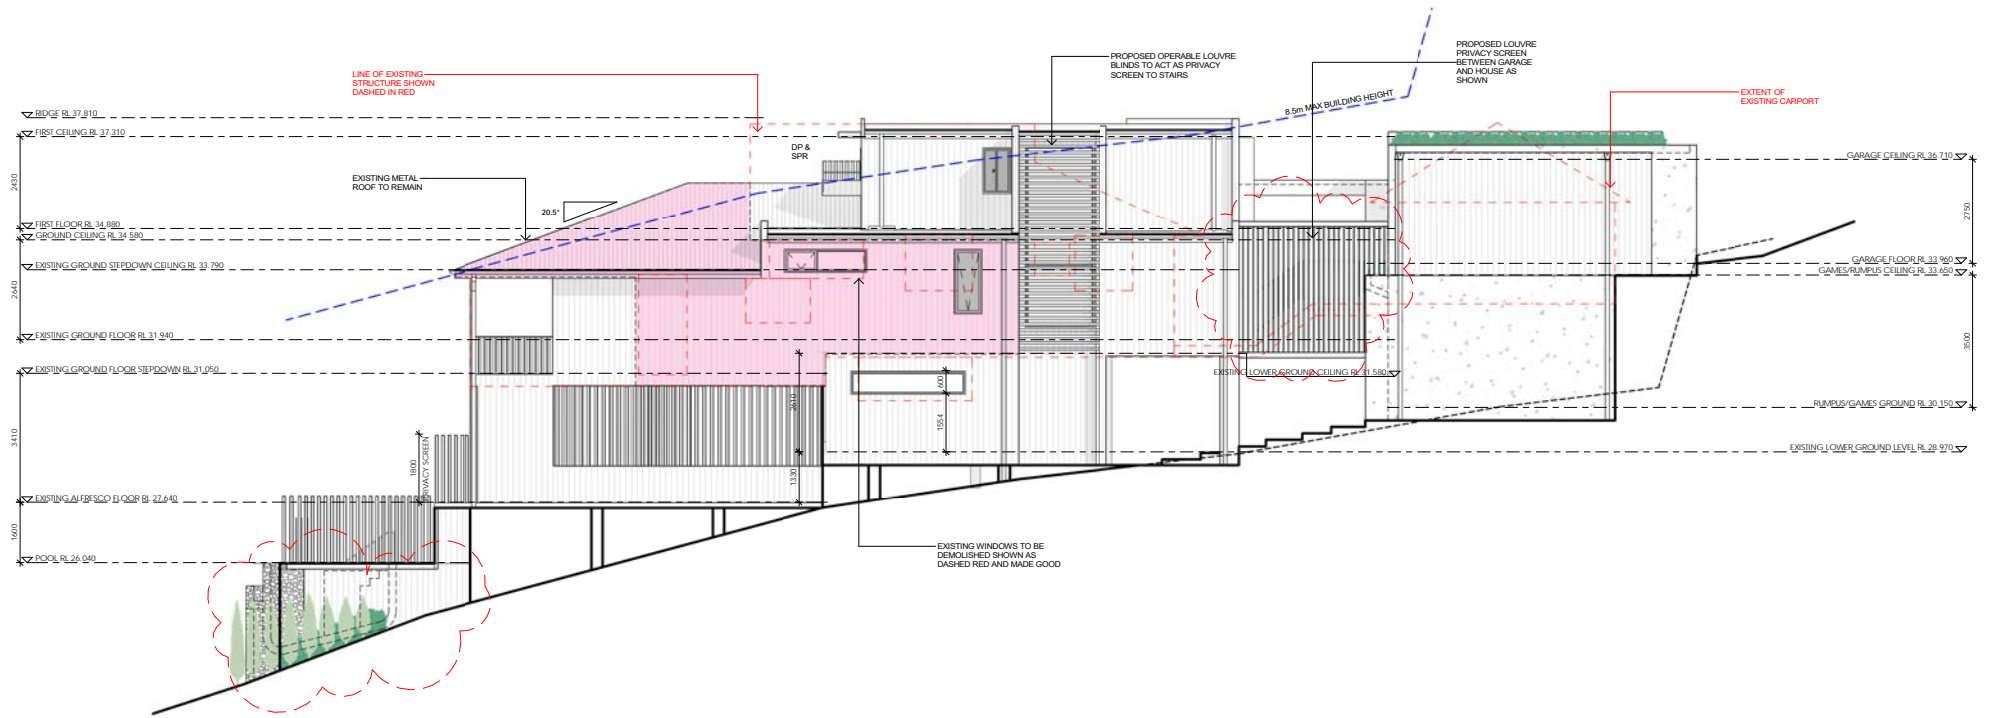 LINE OF EXISTING
STRUCTURE SHOWN
DASHED IN RED
PROPOSED OPERABLE LOUVRE
BLINDS TO ACT AS PRIVACY
SCREEN TO STAIRS
PROPOSED LOUVRE
PRIVACY SCREEN
BETWEEN GARAGE
AND HOUSE AS
SHOWN
EXTENT OF
EXISTING CARPORT
8.5m MAX BUILDING HEIGHT
RIDGE RL 37.810
FIRST CEILING RL 37.310
DP &
SPR
EXISTING METAL
ROOF TO REMAIN
20.5°
2430
FIRST FLOOR RL 34.880
GROUND CEILING RL 34.580
EXISTING GROUND STEPDOWN CEILING RL 33.790
2640
EXISTING GROUND FLOOR RL 31.940
EXISTING GROUND FLOOR STEPDOWN RL 31.050
3410
EXISTING ALFRESCO FLOOR RL 27.640
1600
POOL RL 26.040
1800
PRIVACY SCREEN
2610
1330
600
1554
EXISTING WINDOWS TO BE
DEMOLISHED SHOWN AS
DASHED RED AND MADE GOOD
EXISTING LOWER GROUND CEILING RL 31.580
GARAGE CEILING RL 36.710
2750
GARAGE FLOOR RL 33.960
GAMES/RUMPUS CEILING RL 33.650
3500
RUMPUS/GAMES GROUND RL 30.150
EXISTING LOWER GROUND LEVEL RL 28.970